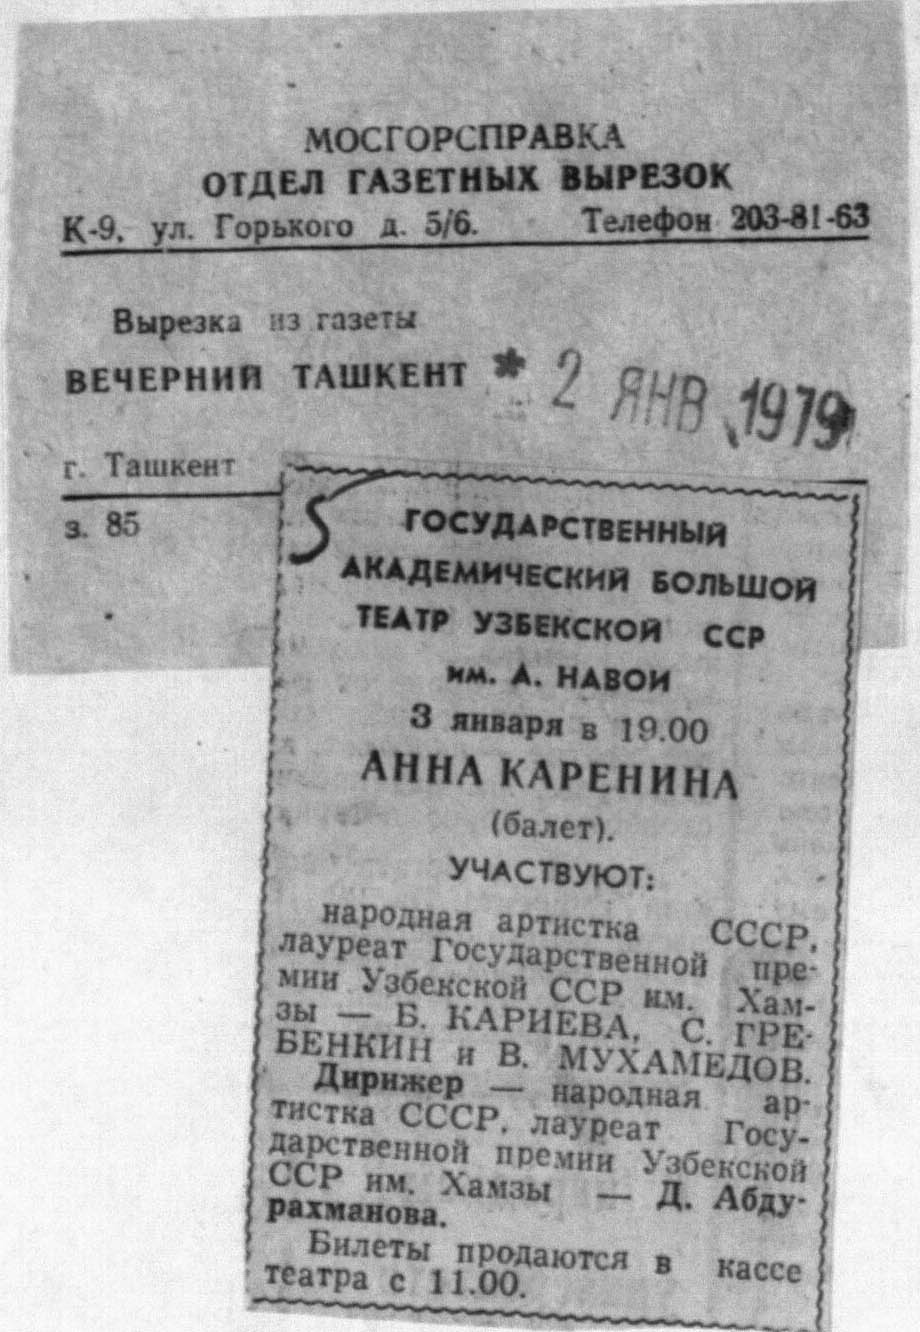 МОСГОРСПРАВКА
ОТДЕЛ ГАЗЕТНЫХ ВЫРЕЗОК
К-9, ул. Горького д. 5/6. Телефон 203-81-63
Вырезка из газеты
ВЕЧЕРНИЙ ТАШКЕНТ * 2 ЯНВ 1979
г. Ташкент
з. 85
ГОСУДАРСТВЕННЫЙ
АКАДЕМИЧЕСКИЙ БОЛЬШОЙ
ТЕАТР УЗБЕКСКОЙ ССР
им. А. НАВОИ
3 января в 19.00
АННА КАРЕНИНА
(балет).
УЧАСТВУЮТ:
народная артистка СССР,
лауреат Государственной пре-
мии Узбекской ССР им. Хам-
зы — Б. КАРИЕВА, С. ГРЕ-
БЕНКИН и В. МУХАМЕДОВ.
Дирижер — народная ар-
тистка СССР, лауреат Госу-
дарственной премии Узбекской
ССР им. Хамзы — Д. Абду-
рахманова.
Билеты продаются в кассе
театра с 11.00.